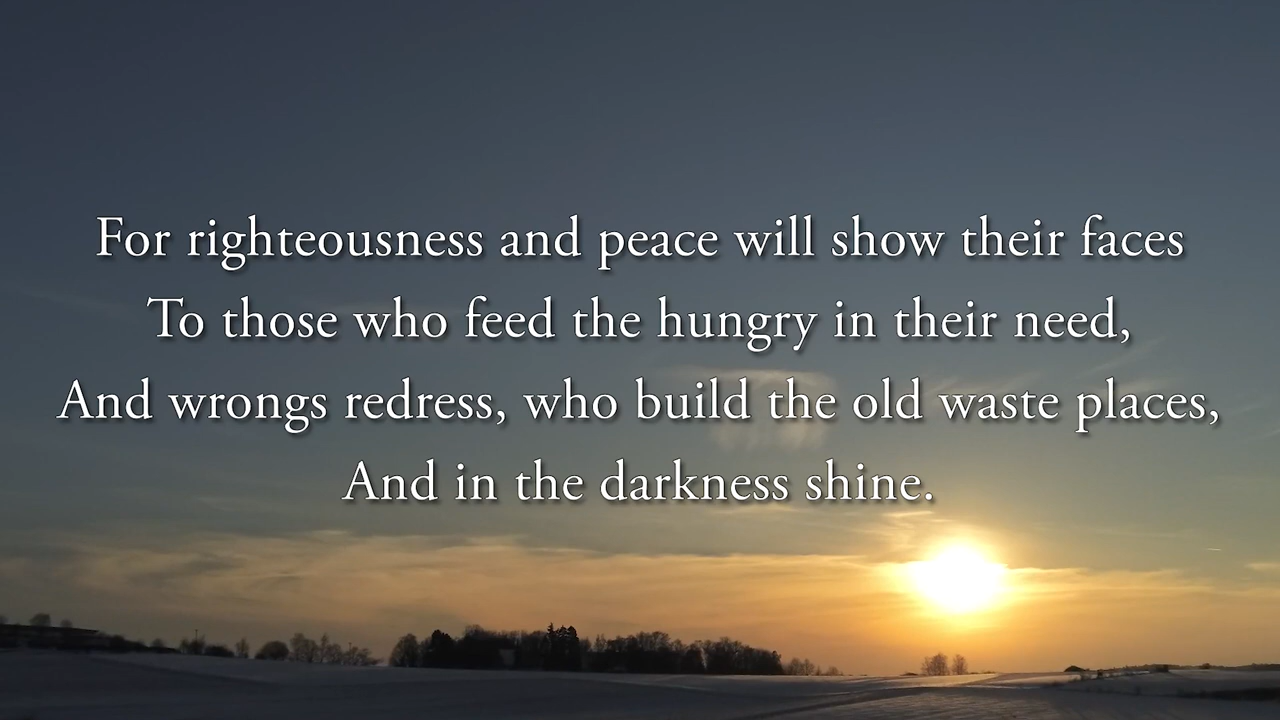 For righteousness and peace will show their faces
To those who feed the hungry in their need,
And wrongs redress, who build the old waste places,
And in the darkness shine.